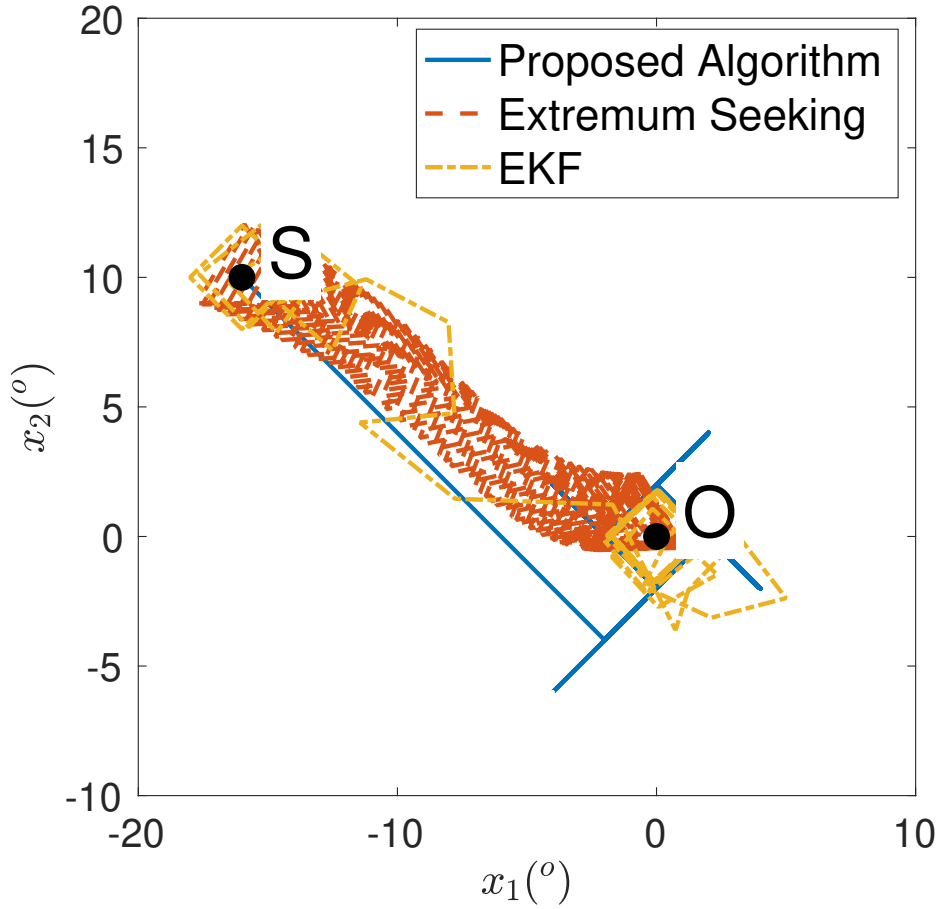 20
Proposed Algorithm
Extremum Seeking
EKF
15
S
10
x₂(°)
5
O
0
-5
-10
-20 -10 0 10
x₁(°)